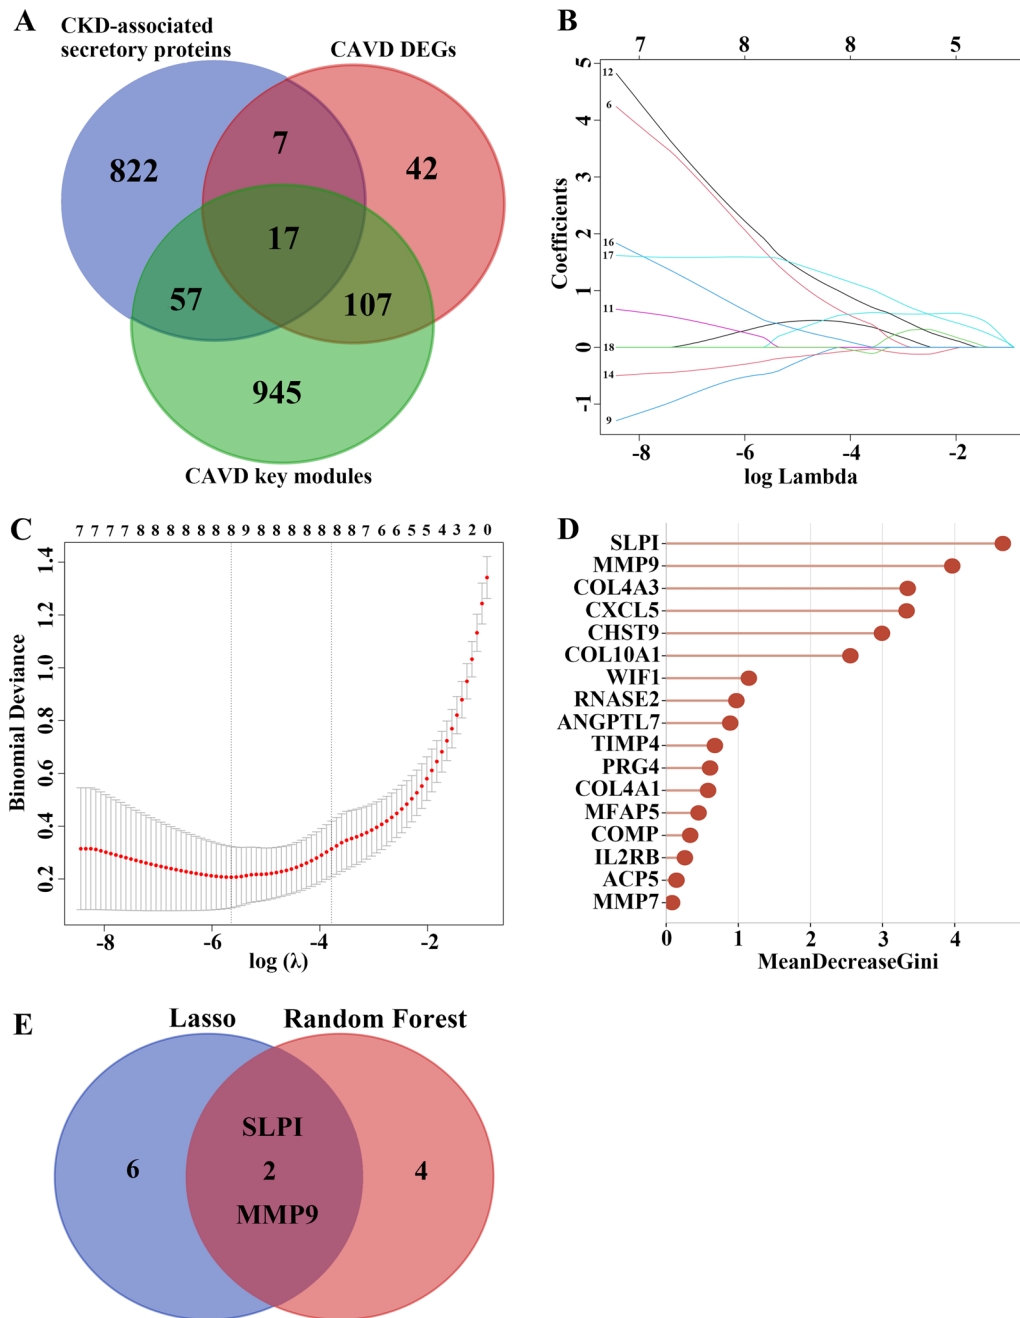 A
CKD-associated
secretory proteins
CAVD DEGs
822
7
42
17
57
107
945
CAVD key modules
B
7 8 8 5
Coefficients
5
4
3
2
1
0
-1
12
6
16
17
11
18
14
9
-8 -6 -4 -2
log Lambda
C
7 7 7 7 8 8 8 8 8 8 8 9 8 8 8 8 8 8 8 7 6 6 5 5 4 3 2 0
Binomial Deviance
1.4
1.2
1.0
0.8
0.6
0.4
0.2
-8 -6 -4 -2
log (λ)
D
SLPI
MMP9
COL4A3
CXCL5
CHST9
COL10A1
WIF1
RNASE2
ANGPTL7
TIMP4
PRG4
COL4A1
MFAP5
COMP
IL2RB
ACP5
MMP7
0 1 2 3 4
MeanDecreaseGini
E
Lasso
Random Forest
SLPI
6
2
4
MMP9